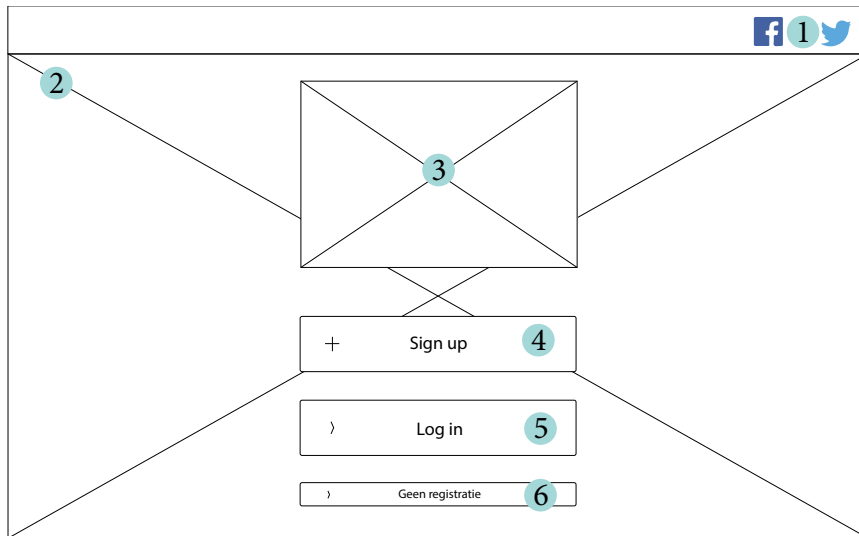 1
2
3
+ Sign up 4
〉 Log in 5
〉 Geen registratie 6